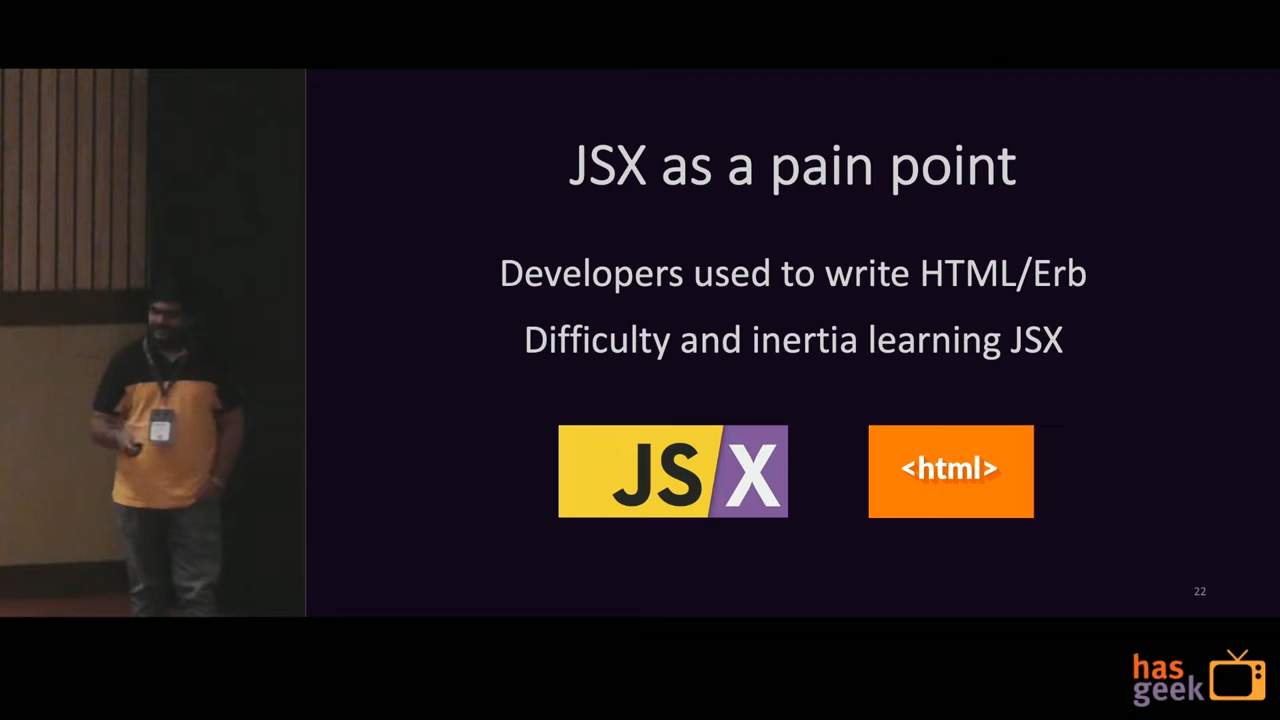 JSX as a pain point
Developers used to write HTML/Erb
Difficulty and inertia learning JSX
JSX
<html>
22
has
geek